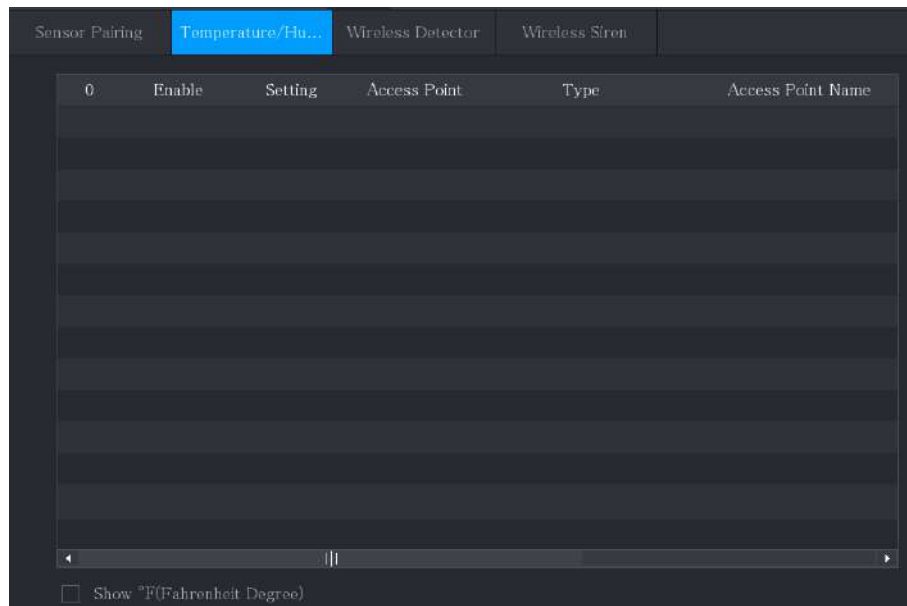 Sensor Pairing Temperature/Hu... Wireless Detector Wireless Siren
0 Enable Setting Access Point Type Access Point Name
Show °F(Fahrenheit Degree)